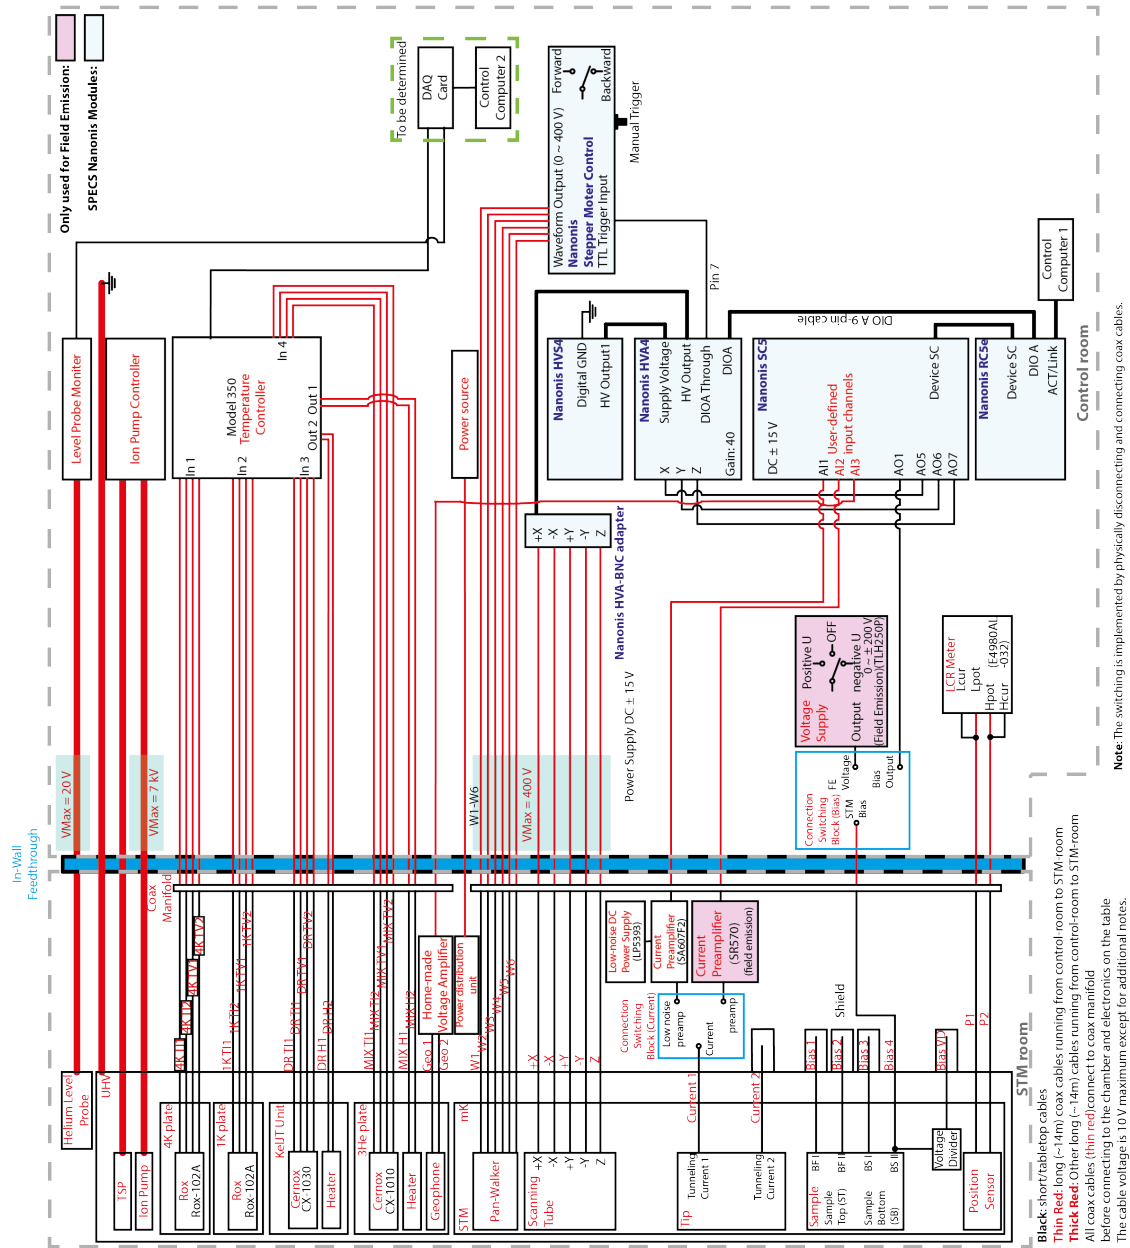 Only used for Field Emission:
SPECS Nanonis Modules:
To be determined
DAQ
Card
Control
Computer 2
Waveform Output (0 ~ 400 V)
Nanonis
Stepper Moter Control
TTL Trigger Input
Forward
Backward
Manual Trigger
Pin 7
Control
Computer 1
DIO A 9-pin cable
Level Probe Moniter
Ion Pump Controller
Model 350
Temperature
Controller
In 1
In 2
In 3
In 4
Out 2
Out 1
Power source
Nanonis HVS4
Digital GND
HV Output1
Nanonis HVA4
Supply Voltage
HV Output
DIOA Through
DIOA
X
Y
Z
Gain: 40
Nanonis SC5
DC ± 15 V
User-defined
input channels
AI1
AI2
AI3
Device SC
AO1
AO5
AO6
AO7
Nanonis RC5e
Device SC
DIO A
ACT/Link
Control room
+X
-X
+Y
-Y
Z
Nanonis HVA-BNC adapter
Power Supply DC ± 15 V
Voltage
Supply
Positive U
OFF
negative U
0 ~ ± 200 V
Output
(Field Emission)(TLH250P)
LCR Meter
Lcur
Lpot
Hpot
Hcur
(E4980AL
-032)
Connection
Switching
Block (Bias)
FE
Voltage
STM
Bias
Bias
Output
VMax = 20 V
VMax = 7 kV
W1-W6
VMax = 400 V
In-Wall
Feedthrough
Coax
Manifold
4K TI1
4K TI2
4K TV1
4K TV2
1K TI1
1K TI2
1K TV1
1K TV2
DR TI1
DR TI1
DR TV1
DR TV2
DR H1
DR H2
MIX TI1
MIX TI2
MIX TV1
MIX TV2
MIX H1
MIX H2
Home-made
Voltage Amplifier
Power distribution
unit
Geo 1
Geo 2
W1
W2
W3
W4
W5
W6
+X
-X
+Y
-Y
Z
Low-noise DC
Power Supply
(LP5393)
Current
Preamplifier
(SA607F2)
Current
Preamplifier
(SR570)
(field emission)
Connection
Switching
Block (Current)
Low noise
preamp
Current
preamp
Current 1
Current 2
Shield
Bias 1
Bias 2
Bias 3
Bias 4
Bias VD
P1
P2
STM room
Helium Level
Probe
UHV
TSP
Ion Pump
4K plate
Rox
Rox-102A
1K plate
Rox
Rox-102A
KelJT Unit
Cernox
CX-1030
Heater
3He plate
Cernox
CX-1010
Heater
Geophone
mK
STM
Pan-Walker
Scanning
Tube
+X
-X
+Y
-Y
Z
Tip
Tunneling
Current 1
Tunneling
Current 2
Sample
Sample
Top (ST)
BF I
BF II
Sample
Bottom
(SB)
BS I
BS II
Voltage
Divider
Position
Sensor
Black: short/tabletop cables
Thin Red: long (~14m) coax cables running from control-room to STM-room
Thick Red: Other long (~14m) cables running from control-room to STM-room
All coax cables (thin red)connect to coax manifold
before connecting to the chamber and electronics on the table
The cable voltage is 10 V maximum except for additional notes.
Note: The switching is implemented by physically disconnecting and connecting coax cables.